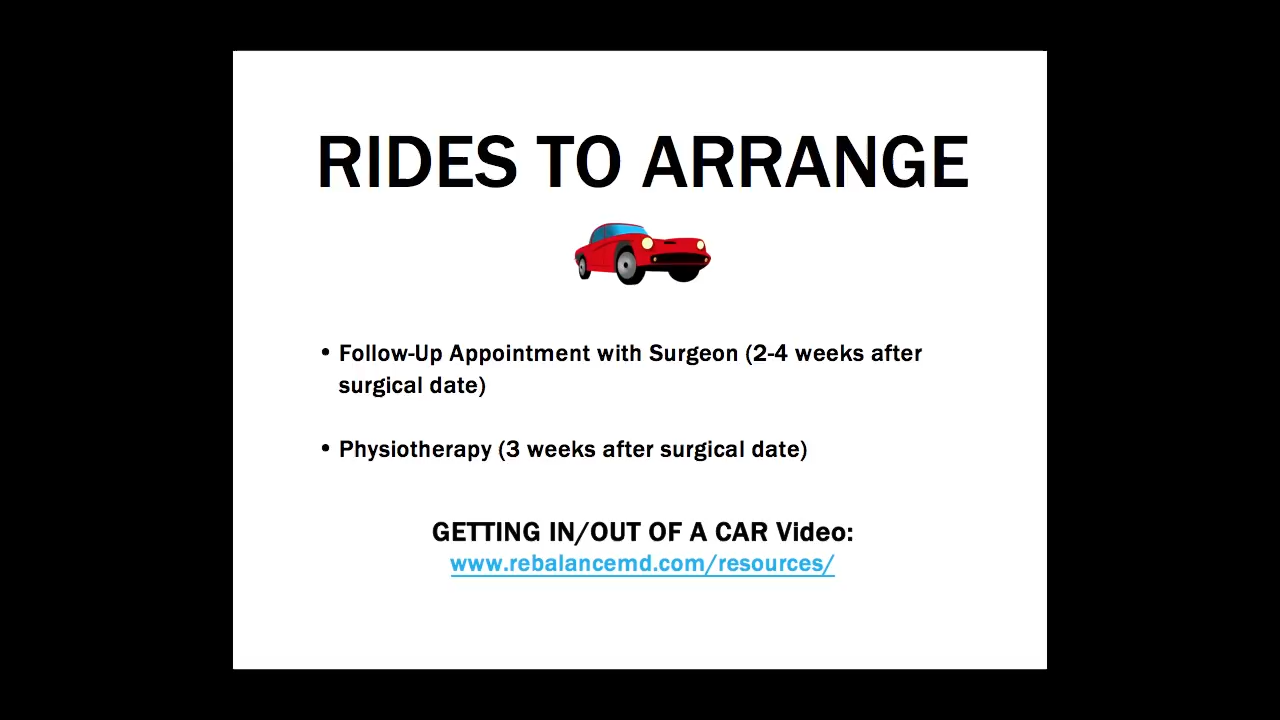 RIDES TO ARRANGE
• Follow-Up Appointment with Surgeon (2-4 weeks after
surgical date)
• Physiotherapy (3 weeks after surgical date)
GETTING IN/OUT OF A CAR Video:
www.rebalancemd.com/resources/